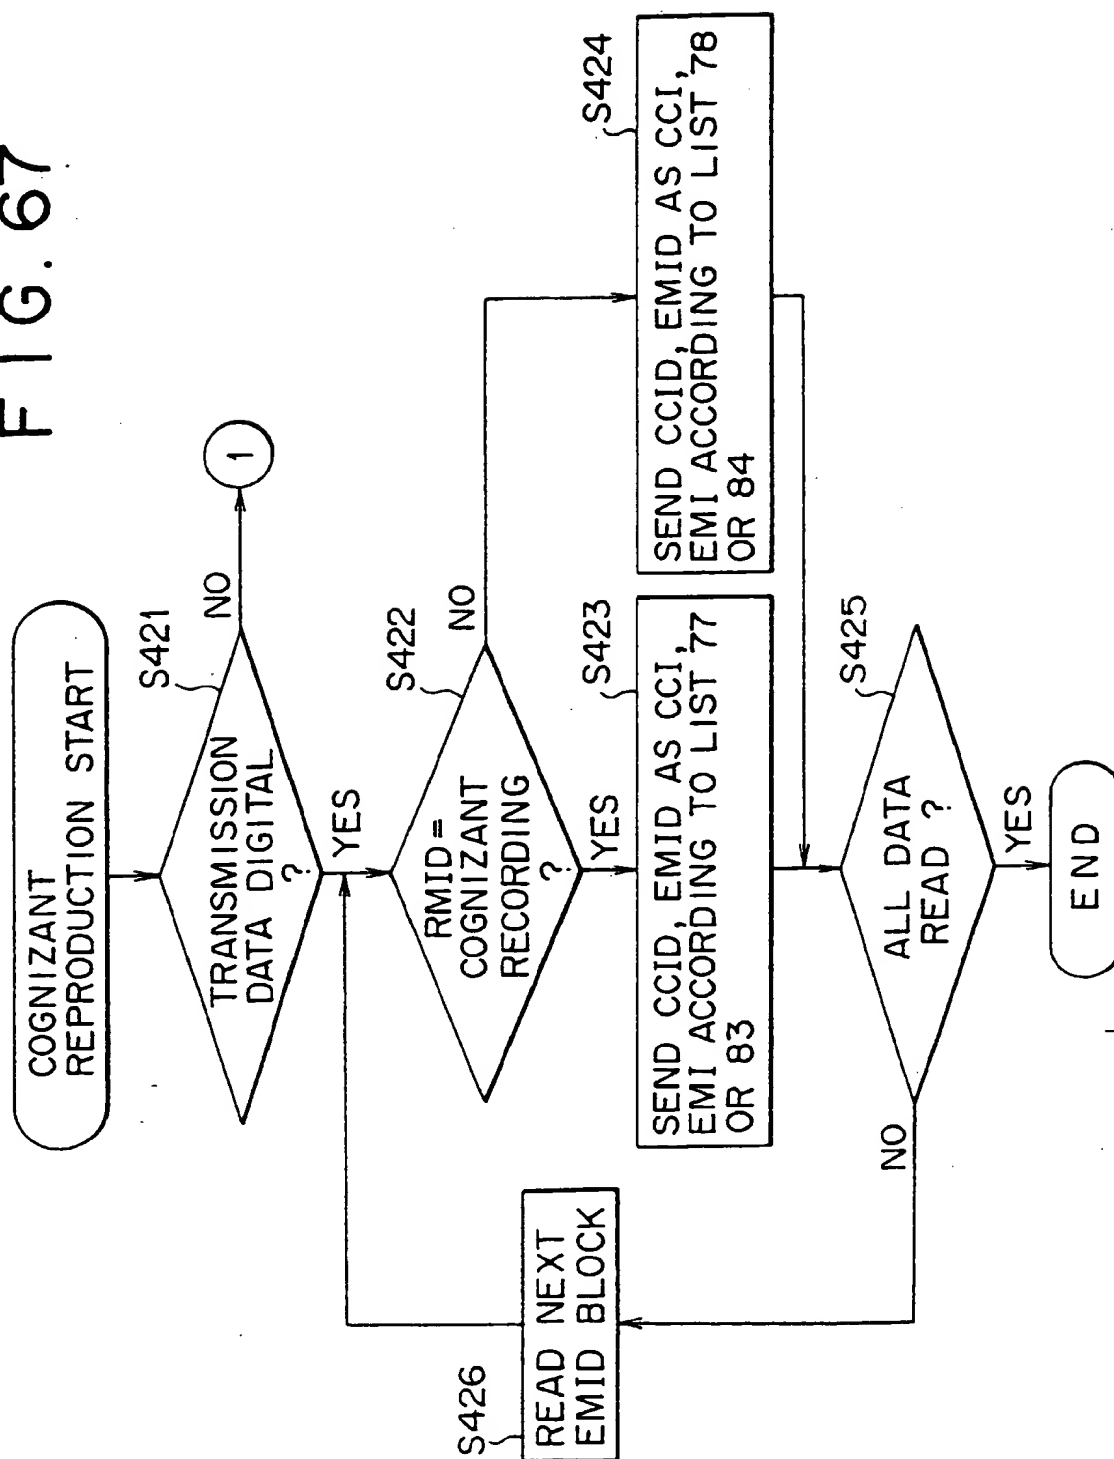 FIG. 67
COGNIZANT
REPRODUCTION START
S421
TRANSMISSION
DATA DIGITAL
?
NO
1
YES
S422
RMID=
COGNIZANT
RECORDING
?
NO
YES
S423
SEND CCID, EMID AS CCI,
EMI ACCORDING TO LIST 77
OR 83
S424
SEND CCID, EMID AS CCI,
EMI ACCORDING TO LIST 78
OR 84
S425
ALL DATA
READ ?
NO
YES
S426
READ NEXT
EMID BLOCK
END